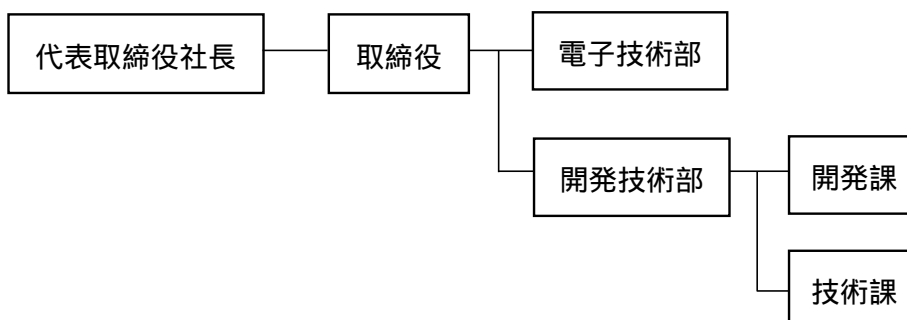 代表取締役社長
取締役
電子技術部
開発技術部
開発課
技術課